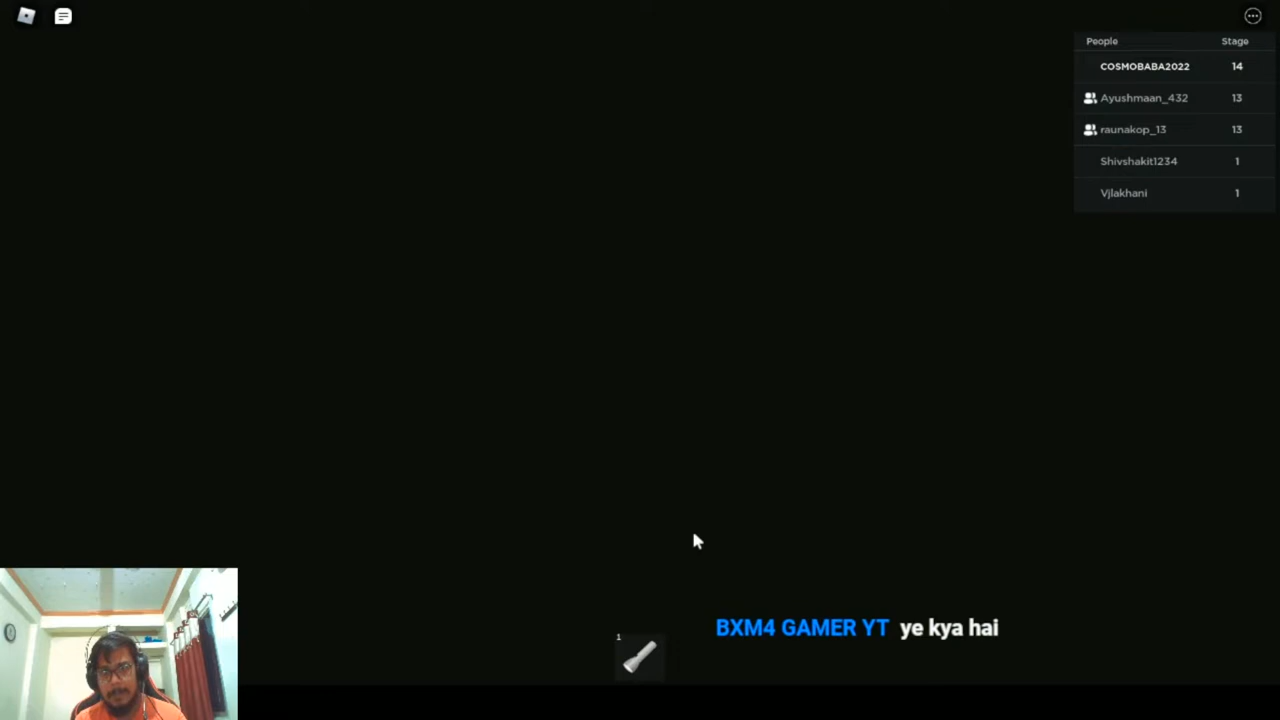 People Stage
COSMOBABA2022 14
Ayushmaan_432 13
raunakop_13 13
Shivshakit1234 1
Vjlakhani 1
BXM4 GAMER YT ye kya hai
1